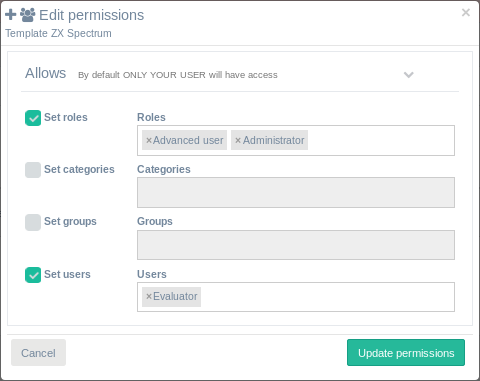 Edit permissions
×
Template ZX Spectrum
Allows By default ONLY YOUR USER will have access
Set roles Roles
×Advanced user ×Administrator
Set categories Categories
Set groups Groups
Set users Users
×Evaluator
Cancel Update permissions